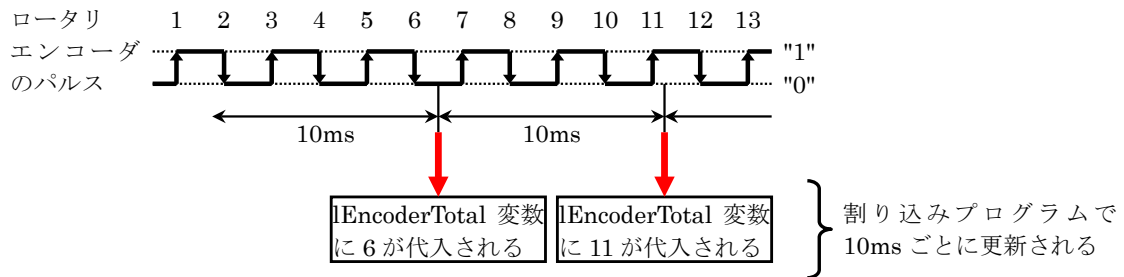 ロータリ 1 2 3 4 5 6 7 8 9 10 11 12 13
エンコーダ "1"
のパルス "0"
10ms 10ms
lEncoderTotal 変数
に 6 が代入される
lEncoderTotal 変数
に 11 が代入される
割り込みプログラムで
10ms ごとに更新される